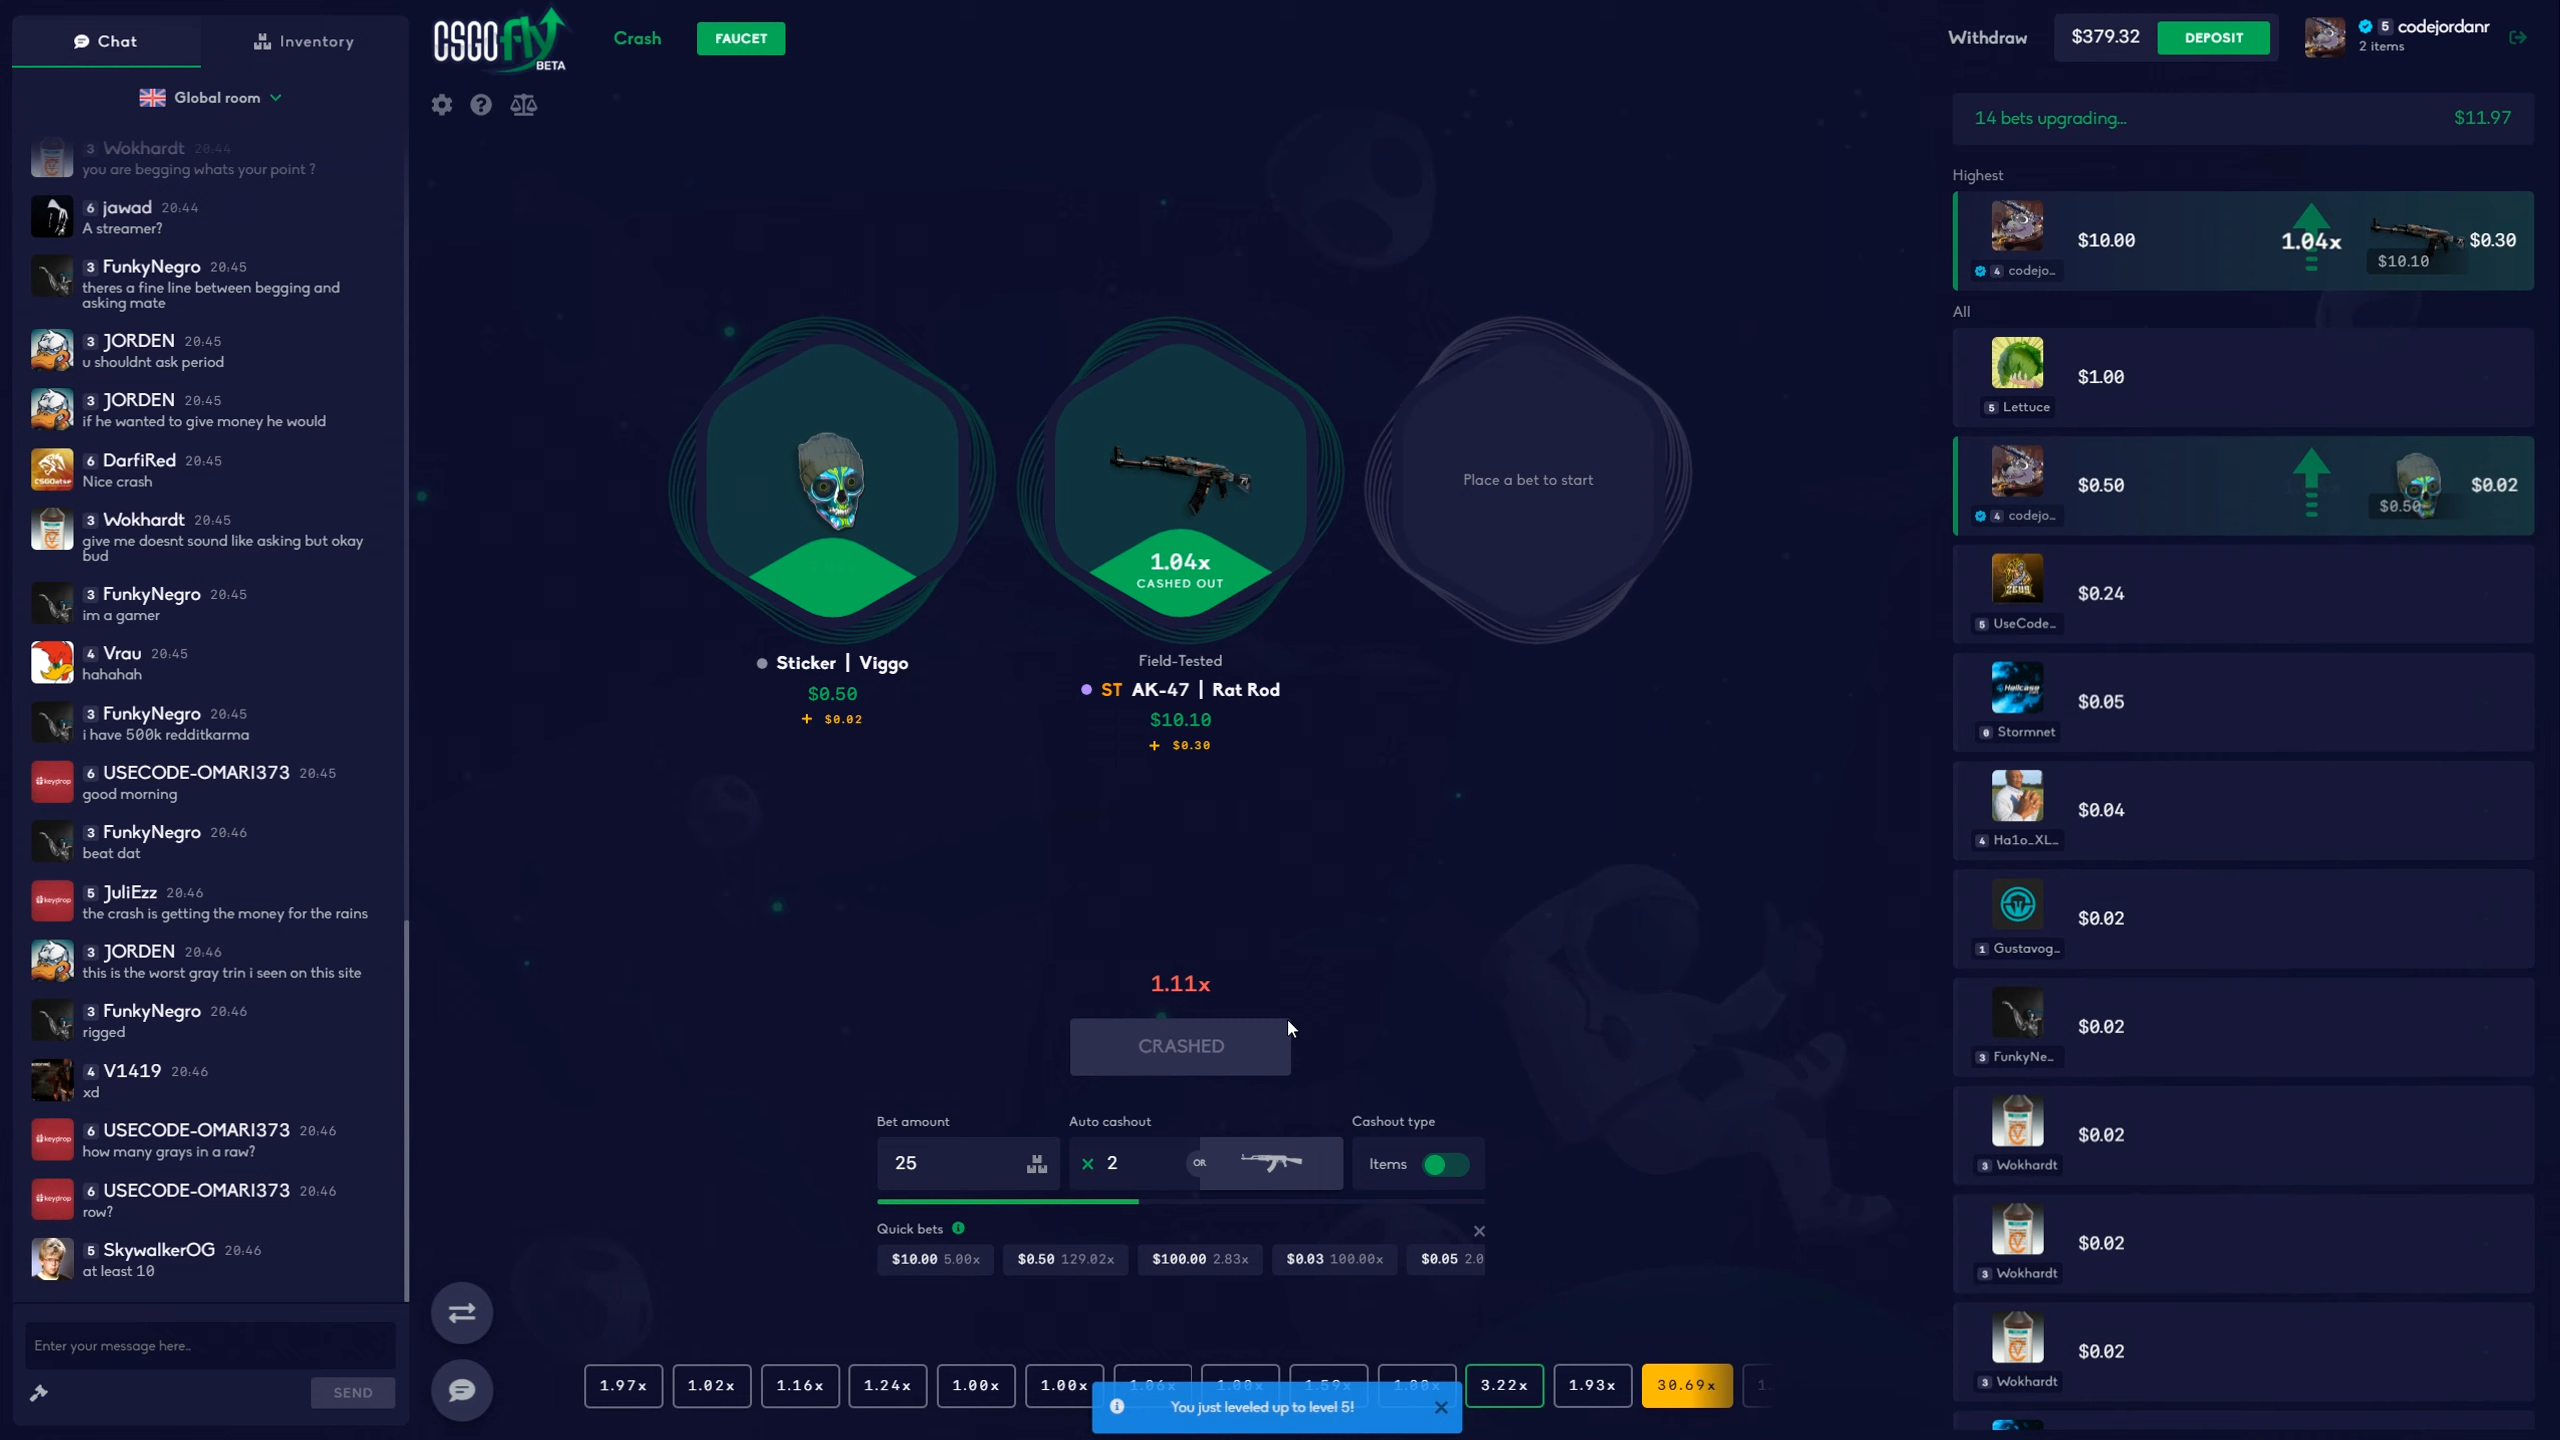 Chat
Inventory
Global room
3 Wokhardt 20:44
you are begging whats your point ?
6 jawad 20:44
A streamer?
3 FunkyNegro 20:45
theres a fine line between begging and
asking mate
3 JORDEN 20:45
u shouldnt ask period
3 JORDEN 20:45
if he wanted to give money he would
6 DarfiRed 20:45
Nice crash
3 Wokhardt 20:45
give me doesnt sound like asking but okay
bud
3 FunkyNegro 20:45
im a gamer
4 Vrau 20:45
hahahah
3 FunkyNegro 20:45
i have 500k redditkarma
6 USECODE-OMARI373 20:45
good morning
3 FunkyNegro 20:46
beat dat
5 JuliEzz 20:46
the crash is getting the money for the rains
3 JORDEN 20:46
this is the worst gray trin i seen on this site
3 FunkyNegro 20:46
rigged
4 V1419 20:46
xd
6 USECODE-OMARI373 20:46
how many grays in a raw?
6 USECODE-OMARI373 20:46
row?
5 SkywalkerOG 20:46
at least 10
Enter your message here..
SEND
CSGOfly
BETA
Crash
FAUCET
Withdraw
$379.32
DEPOSIT
5 codejordanr
2 items
Place a bet to start
1.04x
CASHED OUT
Sticker | Viggo
$0.50
+ $0.02
Field-Tested
ST AK-47 | Rat Rod
$10.10
+ $0.30
1.11x
CRASHED
Bet amount
Auto cashout
Cashout type
25
× 2
OR
Items
Quick bets
$10.00 5.00x
$0.50 129.02x
$100.00 2.83x
$0.03 100.00x
$0.05 2.0
1.97x
1.02x
1.16x
1.24x
1.00x
1.00x
1.06x
1.00x
1.59x
1.00x
3.22x
1.93x
30.69x
You just leveled up to level 5!
14 bets upgrading...
$11.97
Highest
$10.00
1.04x
$10.10
$0.30
4 codejo...
All
$1.00
5 Lettuce
$0.50
$0.50
$0.02
4 codejo...
$0.24
5 UseCode...
$0.05
0 Stormnet
$0.04
4 Ha1o_XL...
$0.02
1 Gustavog...
$0.02
3 FunkyNe...
$0.02
3 Wokhardt
$0.02
3 Wokhardt
$0.02
3 Wokhardt